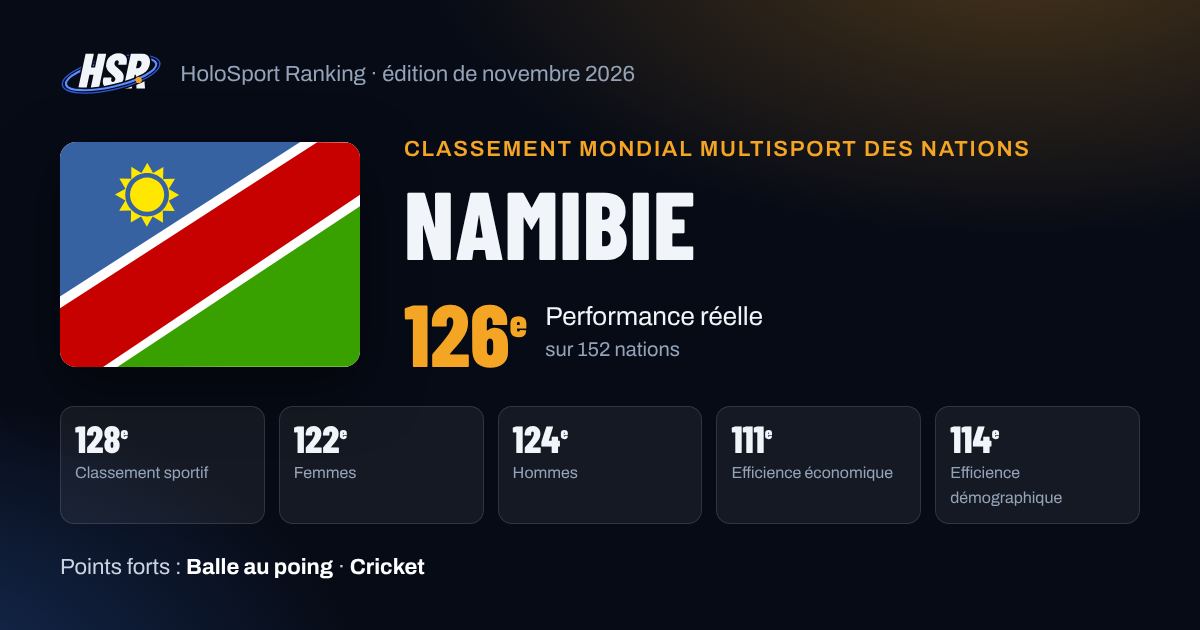 HSR
HoloSport Ranking · édition de novembre 2026
CLASSEMENT MONDIAL MULTISPORT DES NATIONS
NAMIBIE
126e
Performance réelle
sur 152 nations
128e
Classement sportif
122e
Femmes
124e
Hommes
111e
Efficience économique
114e
Efficience
démographique
Points forts : Balle au poing · Cricket